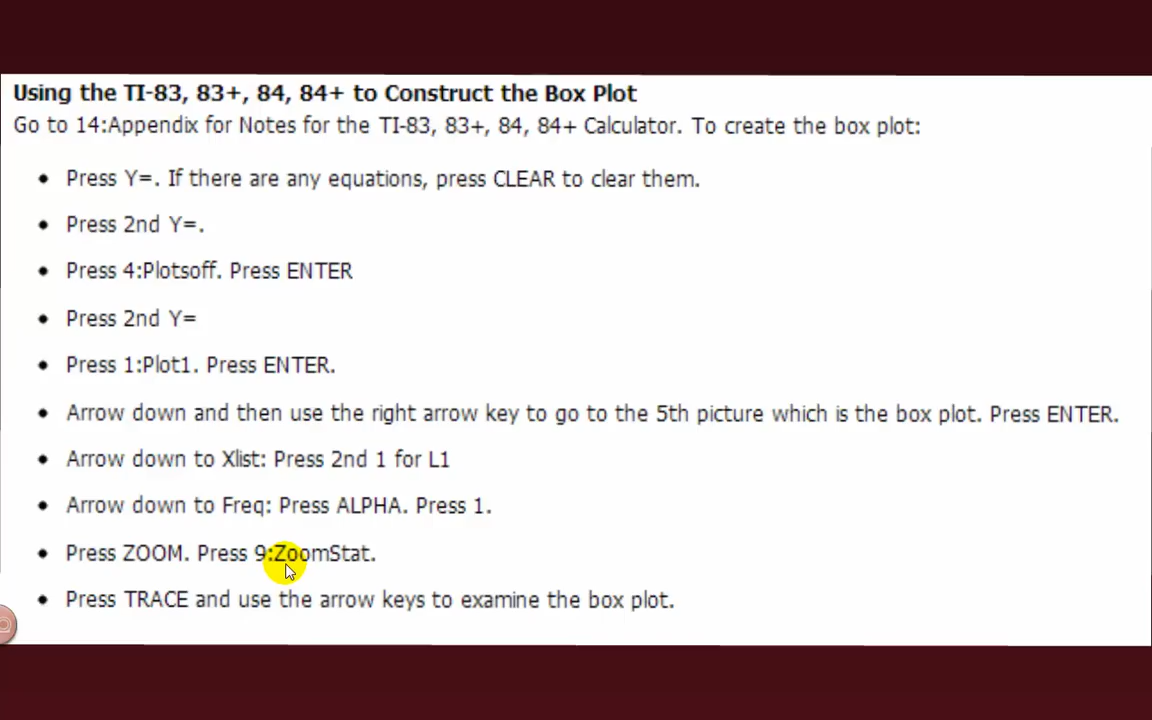 Using the TI-83, 83+, 84, 84+ to Construct the Box Plot
Go to 14:Appendix for Notes for the TI-83, 83+, 84, 84+ Calculator. To create the box plot:
• Press Y=. If there are any equations, press CLEAR to clear them.
• Press 2nd Y=.
• Press 4:Plotsoff. Press ENTER
• Press 2nd Y=
• Press 1:Plot1. Press ENTER.
• Arrow down and then use the right arrow key to go to the 5th picture which is the box plot. Press ENTER.
• Arrow down to Xlist: Press 2nd 1 for L1
• Arrow down to Freq: Press ALPHA. Press 1.
• Press ZOOM. Press 9:ZoomStat.
• Press TRACE and use the arrow keys to examine the box plot.